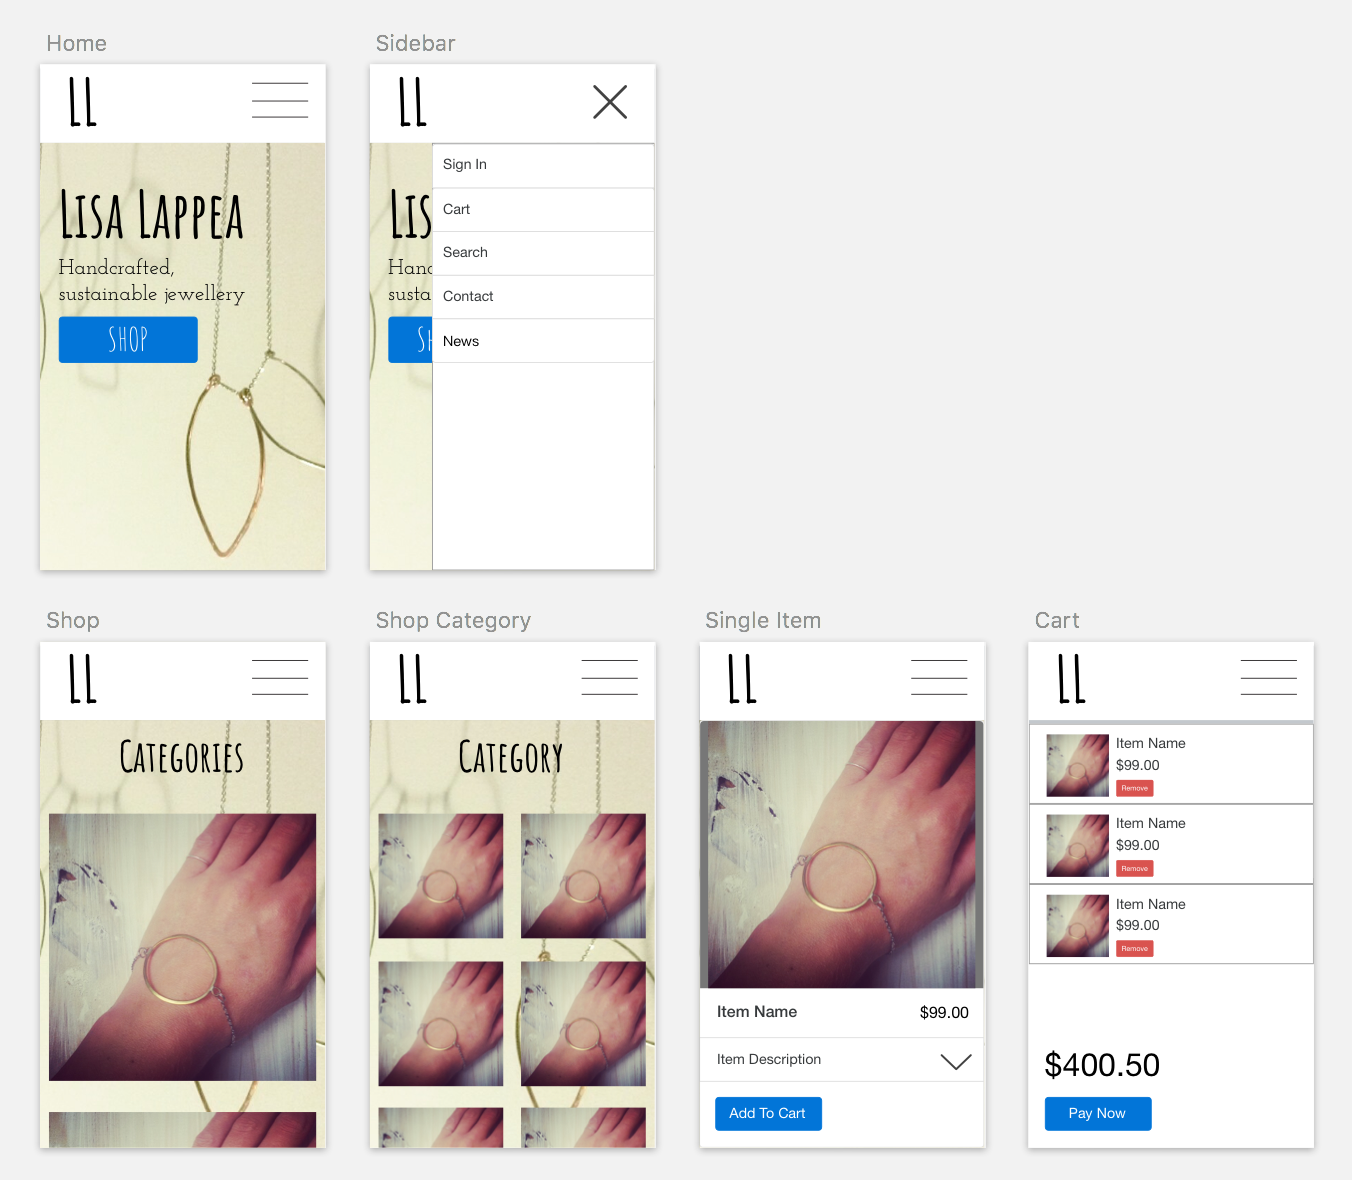 Home
LL
Lisa Lappea
Handcrafted,
sustainable jewellery
SHOP
Sidebar
LL
Lis
Hand
susta
SH
Sign In
Cart
Search
Contact
News
Shop
LL
Categories
Shop Category
LL
Category
Single Item
LL
Item Name $99.00
Item Description
Add To Cart
Cart
LL
Item Name
$99.00
Remove
Item Name
$99.00
Remove
Item Name
$99.00
Remove
$400.50
Pay Now